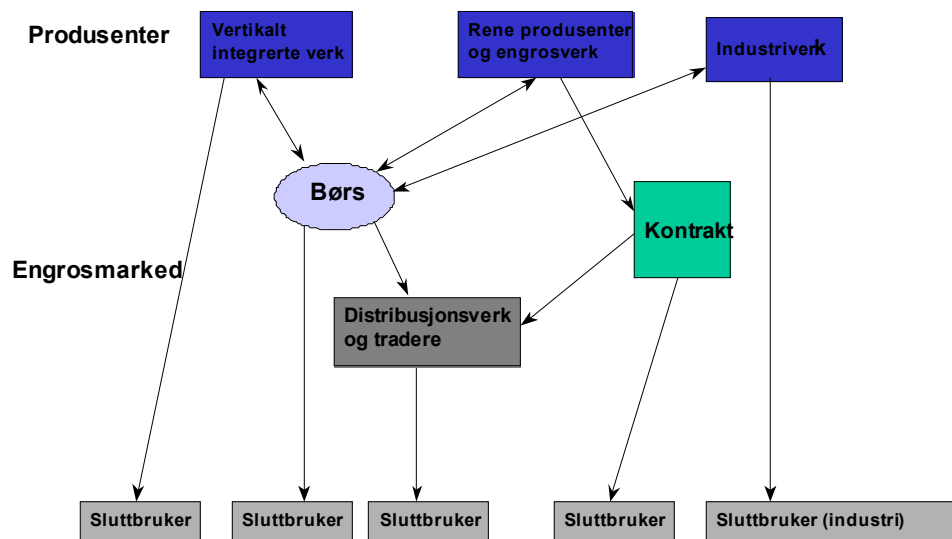 Produsenter
Vertikalt
integrerte verk
Rene produsenter
og engrosverk
Industriverk
Børs
Kontrakt
Engrosmarked
Distribusjonsverk
og tradere
Sluttbruker
Sluttbruker
Sluttbruker
Sluttbruker
Sluttbruker (industri)